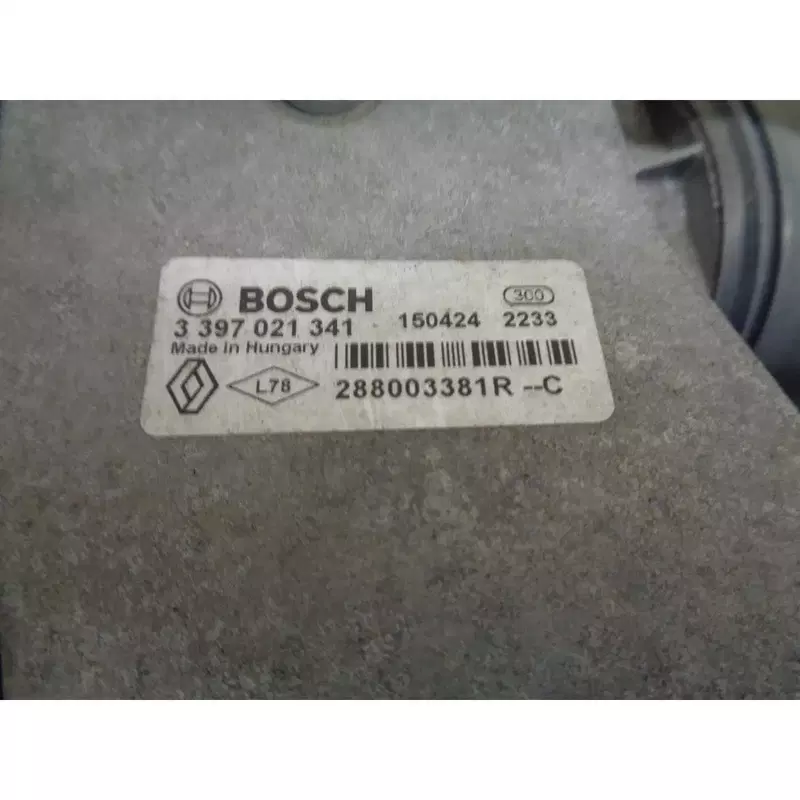 BOSCH 300
3 397 021 341 150424 2233
Made in Hungary
L78 288003381R --C